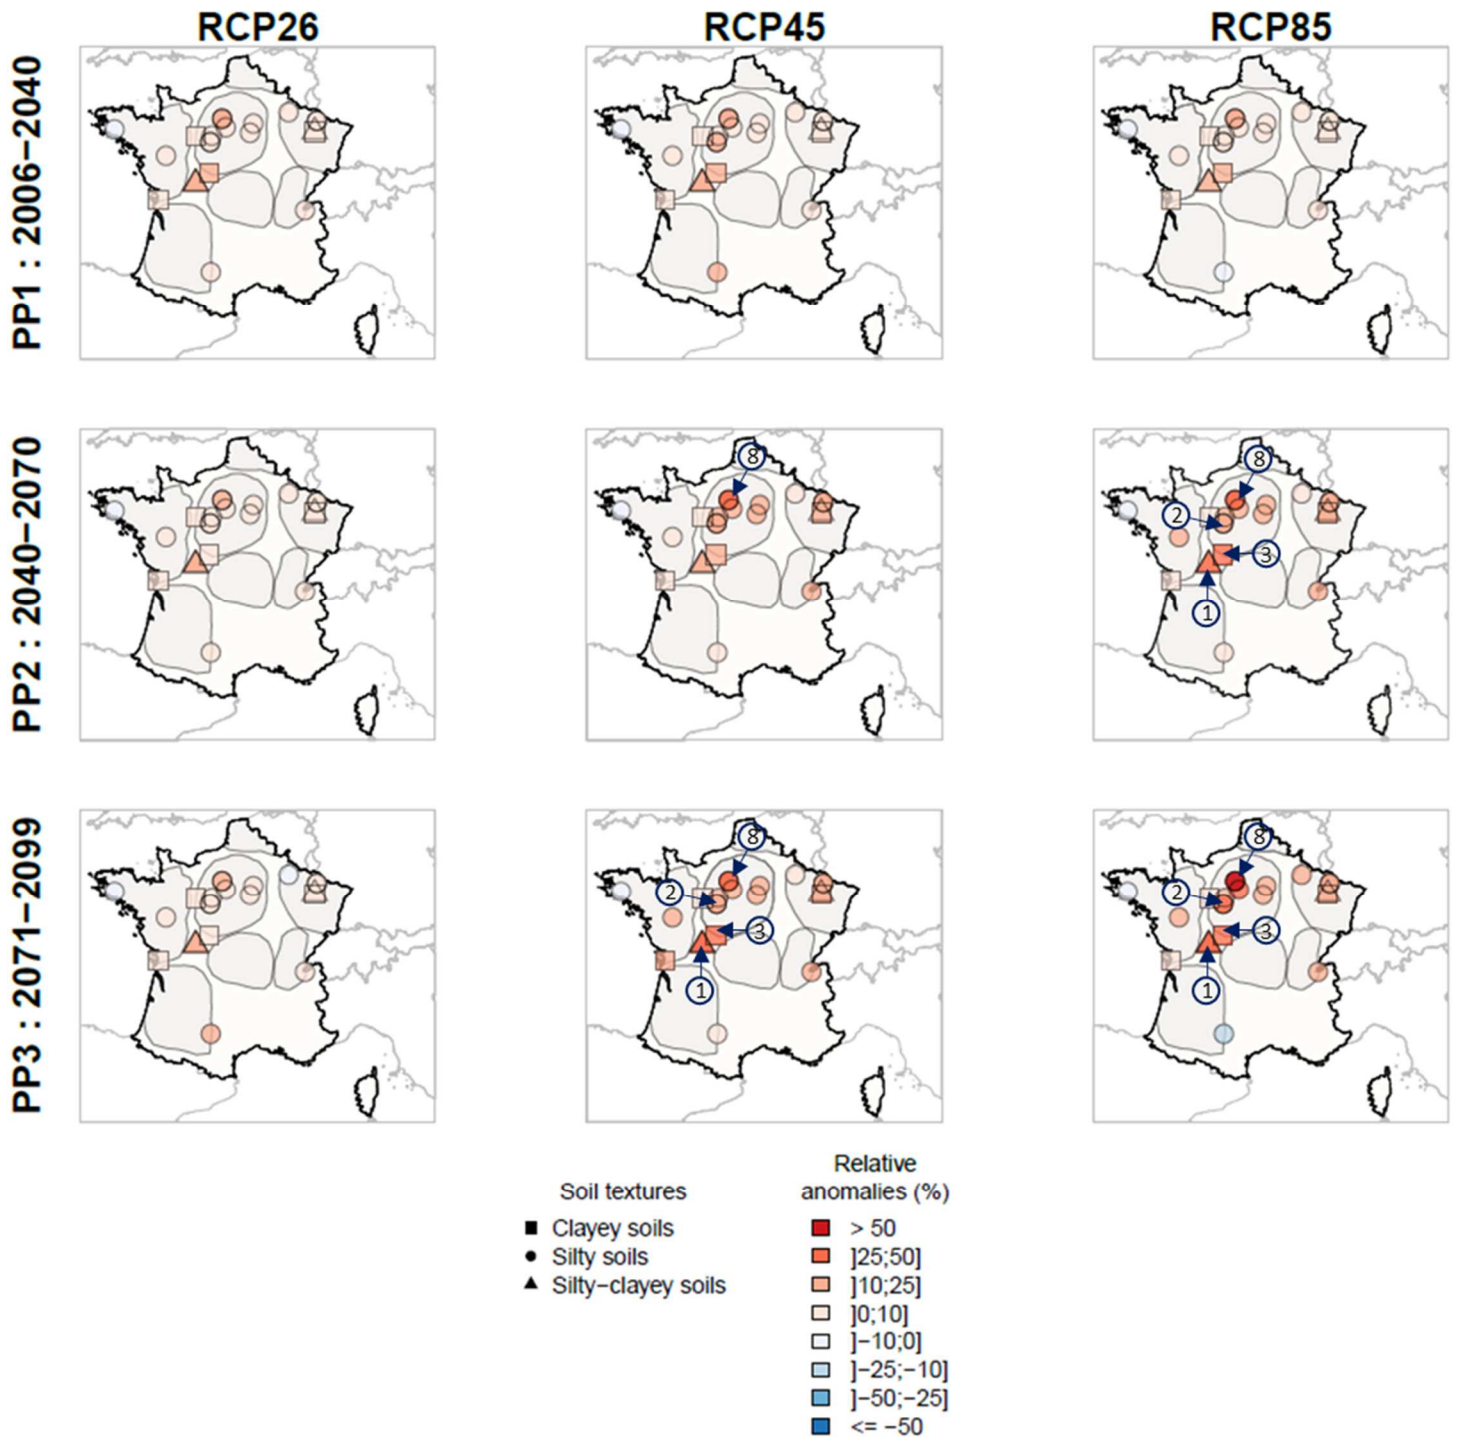 RCP26 RCP45 RCP85
PP1 : 2006−2040
PP2 : 2040−2070
8
8
2
3
1
PP3 : 2071−2099
8
2
3
1
8
2
3
1
Soil textures
■ Clayey soils
● Silty soils
▲ Silty−clayey soils
Relative
anomalies (%)
> 50
]25;50]
]10;25]
]0;10]
]−10;0]
]−25;−10]
]−50;−25]
<= −50